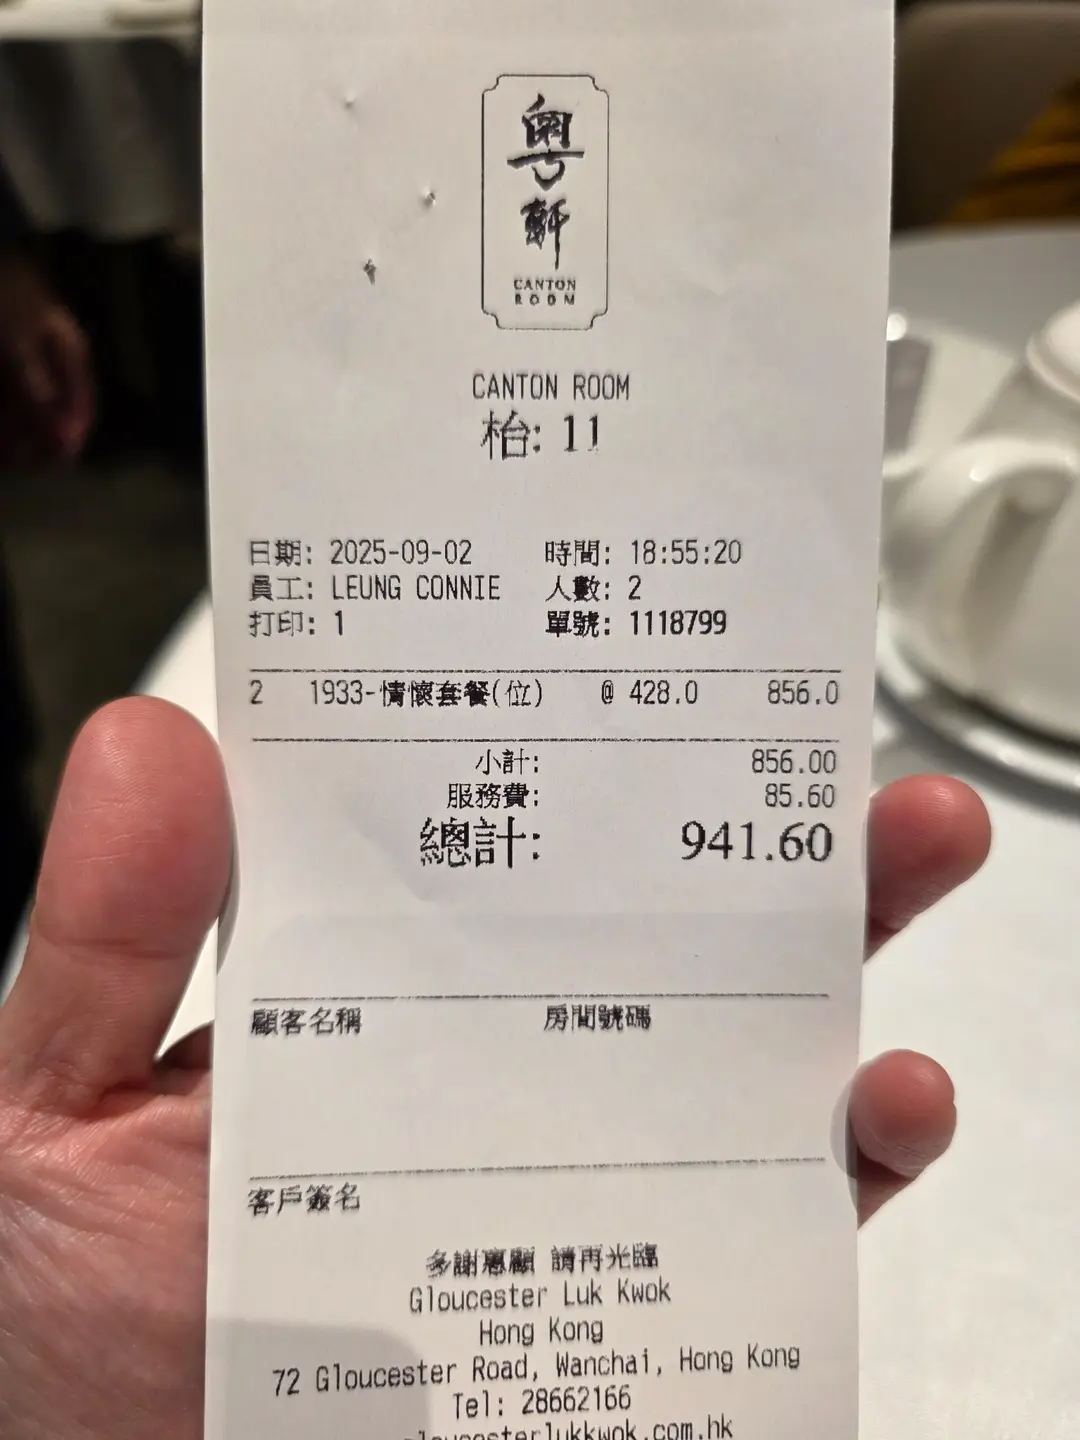 粵
軒
CANTON
ROOM
CANTON ROOM
枱: 11
日期: 2025-09-02 時間: 18:55:20
員工: LEUNG CONNIE 人數: 2
打印: 1 單號: 1118799
2 1933-情懷套餐(位) @ 428.0 856.0
小計: 856.00
服務費: 85.60
總計: 941.60
顧客名稱 房間號碼
客戶簽名
多謝惠顧 請再光臨
Gloucester Luk Kwok
Hong Kong
72 Gloucester Road, Wanchai, Hong Kong
Tel: 28662166
gloucesterlukkwok.com.hk